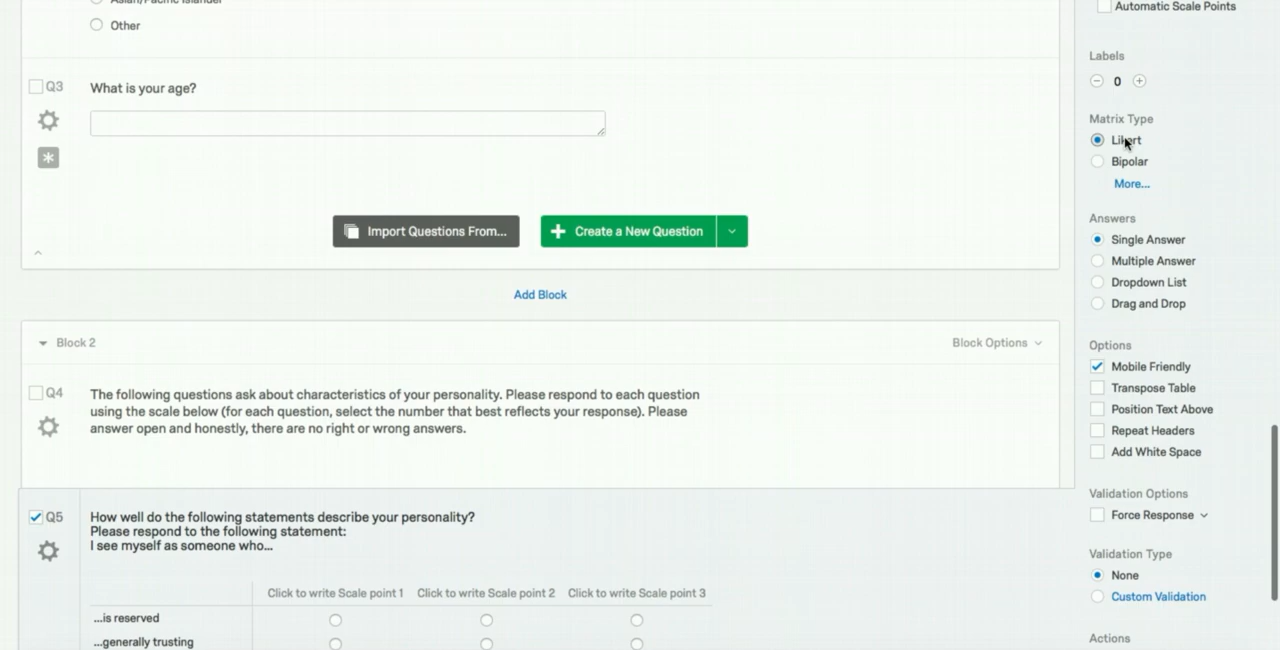 Asian/Pacific Islander
Other
Q3
What is your age?
Import Questions From...
Create a New Question
Add Block
Block 2
Block Options
Q4
The following questions ask about characteristics of your personality. Please respond to each question
using the scale below (for each question, select the number that best reflects your response). Please
answer open and honestly, there are no right or wrong answers.
Q5
How well do the following statements describe your personality?
Please respond to the following statement:
I see myself as someone who...
Click to write Scale point 1
Click to write Scale point 2
Click to write Scale point 3
...is reserved
...generally trusting
Automatic Scale Points
Labels
0
Matrix Type
Likert
Bipolar
More...
Answers
Single Answer
Multiple Answer
Dropdown List
Drag and Drop
Options
Mobile Friendly
Transpose Table
Position Text Above
Repeat Headers
Add White Space
Validation Options
Force Response
Validation Type
None
Custom Validation
Actions